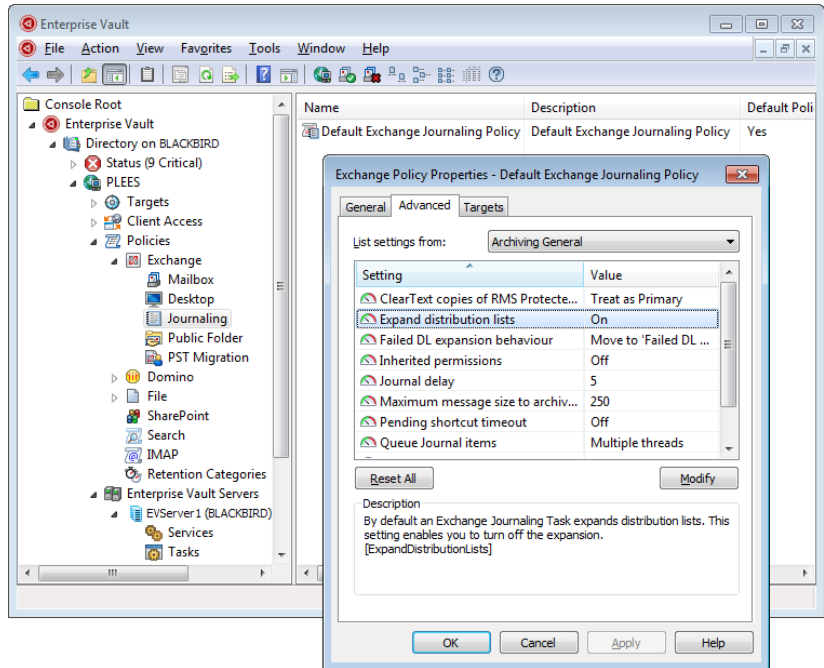 Enterprise Vault
File Action View Favorites Tools Window Help
Console Root
Enterprise Vault
Directory on BLACKBIRD
Status (9 Critical)
PLEES
Targets
Client Access
Policies
Exchange
Mailbox
Desktop
Journaling
Public Folder
PST Migration
Domino
File
SharePoint
Search
IMAP
Retention Categories
Enterprise Vault Servers
EVServer1 (BLACKBIRD)
Services
Tasks
Name Description Default Poli
Default Exchange Journaling Policy Default Exchange Journaling Policy Yes
Exchange Policy Properties - Default Exchange Journaling Policy
General Advanced Targets
List settings from: Archiving General
Setting Value
ClearText copies of RMS Protecte... Treat as Primary
Expand distribution lists On
Failed DL expansion behaviour Move to 'Failed DL ...
Inherited permissions Off
Journal delay 5
Maximum message size to archiv... 250
Pending shortcut timeout Off
Queue Journal items Multiple threads
Reset All Modify
Description
By default an Exchange Journaling Task expands distribution lists. This
setting enables you to turn off the expansion.
[ExpandDistributionLists]
OK Cancel Apply Help